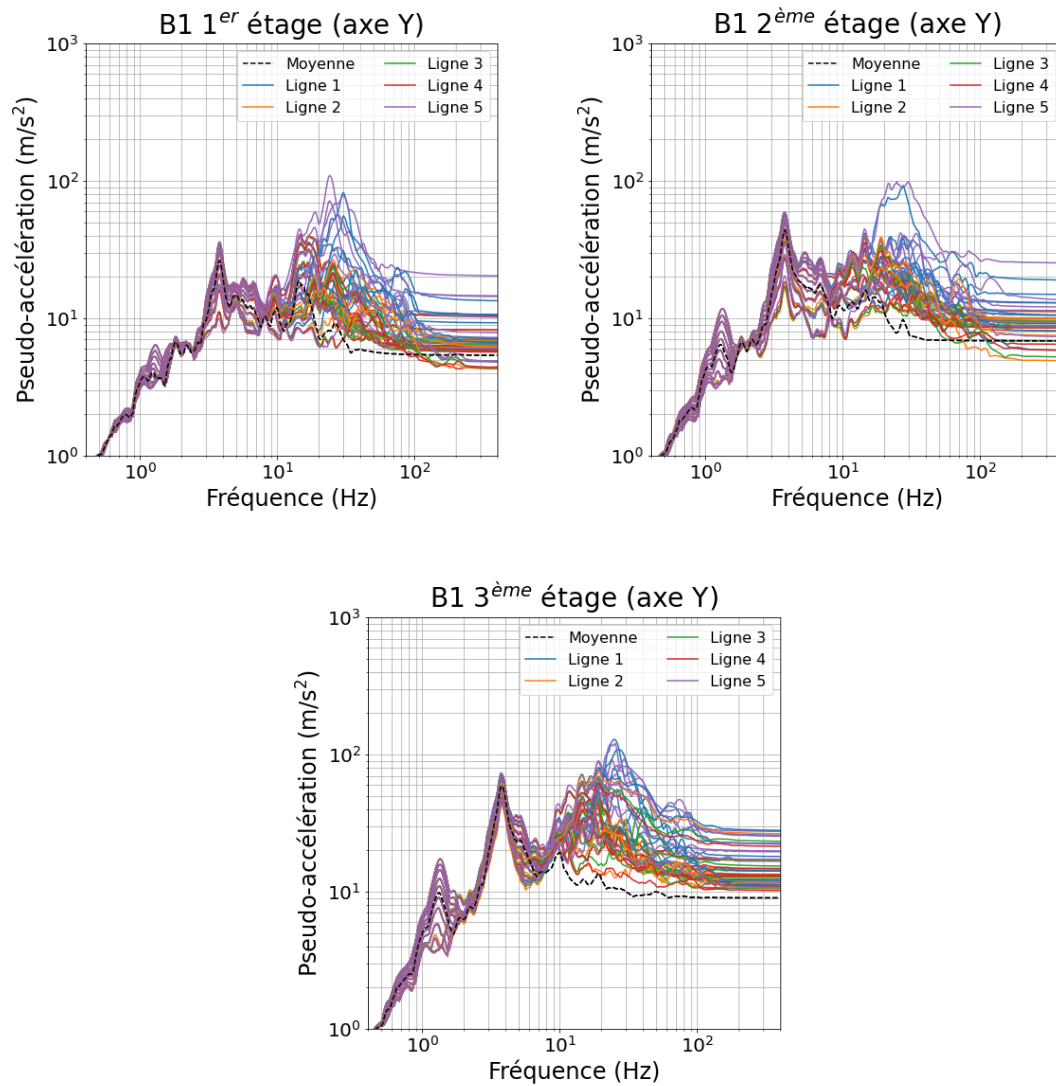 B1 1er étage (axe Y)
Pseudo-accélération (m/s2)
103
102
101
100
Moyenne
Ligne 1
Ligne 2
Ligne 3
Ligne 4
Ligne 5
100 101 102
Fréquence (Hz)
B1 2ème étage (axe Y)
Pseudo-accélération (m/s2)
103
102
101
100
Moyenne
Ligne 1
Ligne 2
Ligne 3
Ligne 4
Ligne 5
100 101 102
Fréquence (Hz)
B1 3ème étage (axe Y)
Pseudo-accélération (m/s2)
103
102
101
100
Moyenne
Ligne 1
Ligne 2
Ligne 3
Ligne 4
Ligne 5
100 101 102
Fréquence (Hz)